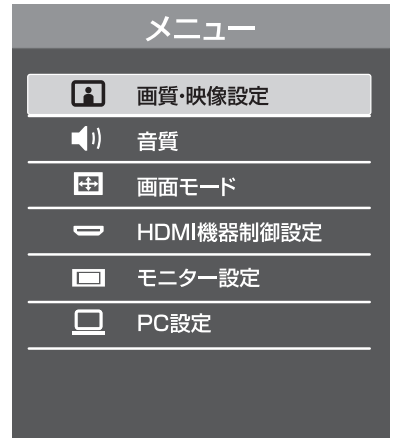 メニュー
画質・映像設定
音質
画面モード
HDMI機器制御設定
モニター設定
PC設定